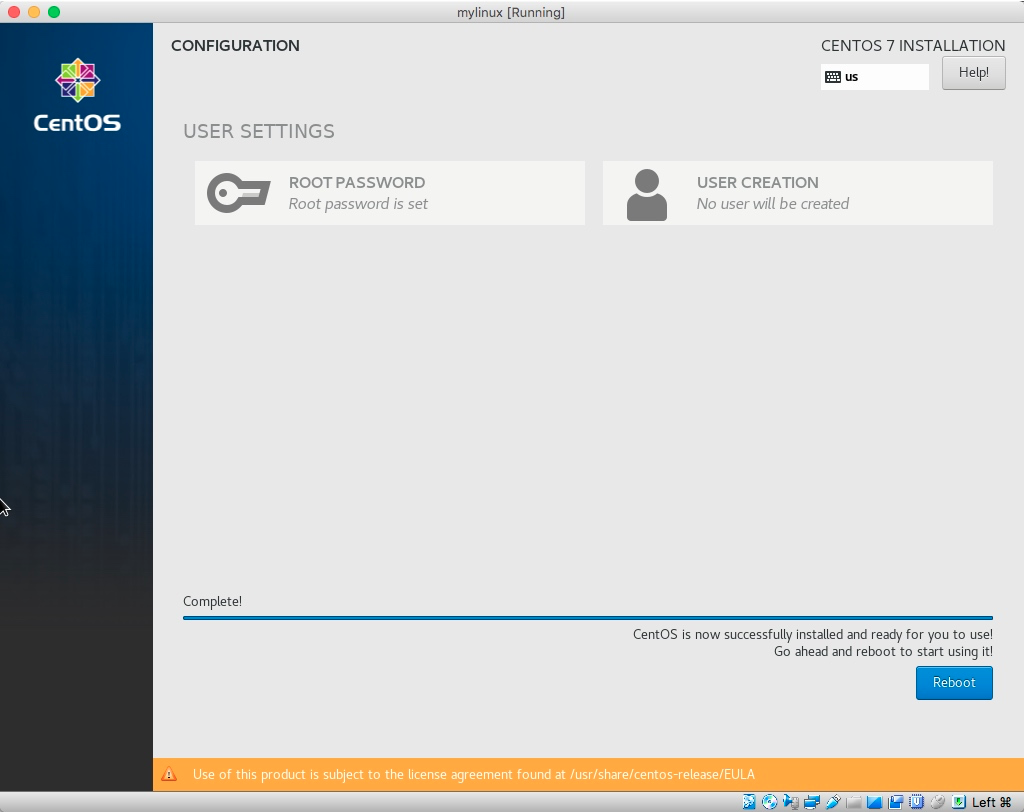 mylinux [Running]
CentOS
CONFIGURATION
CENTOS 7 INSTALLATION
us
Help!
USER SETTINGS
ROOT PASSWORD
Root password is set
USER CREATION
No user will be created
Complete!
CentOS is now successfully installed and ready for you to use!
Go ahead and reboot to start using it!
Reboot
Use of this product is subject to the license agreement found at /usr/share/centos-release/EULA
Left ⌘